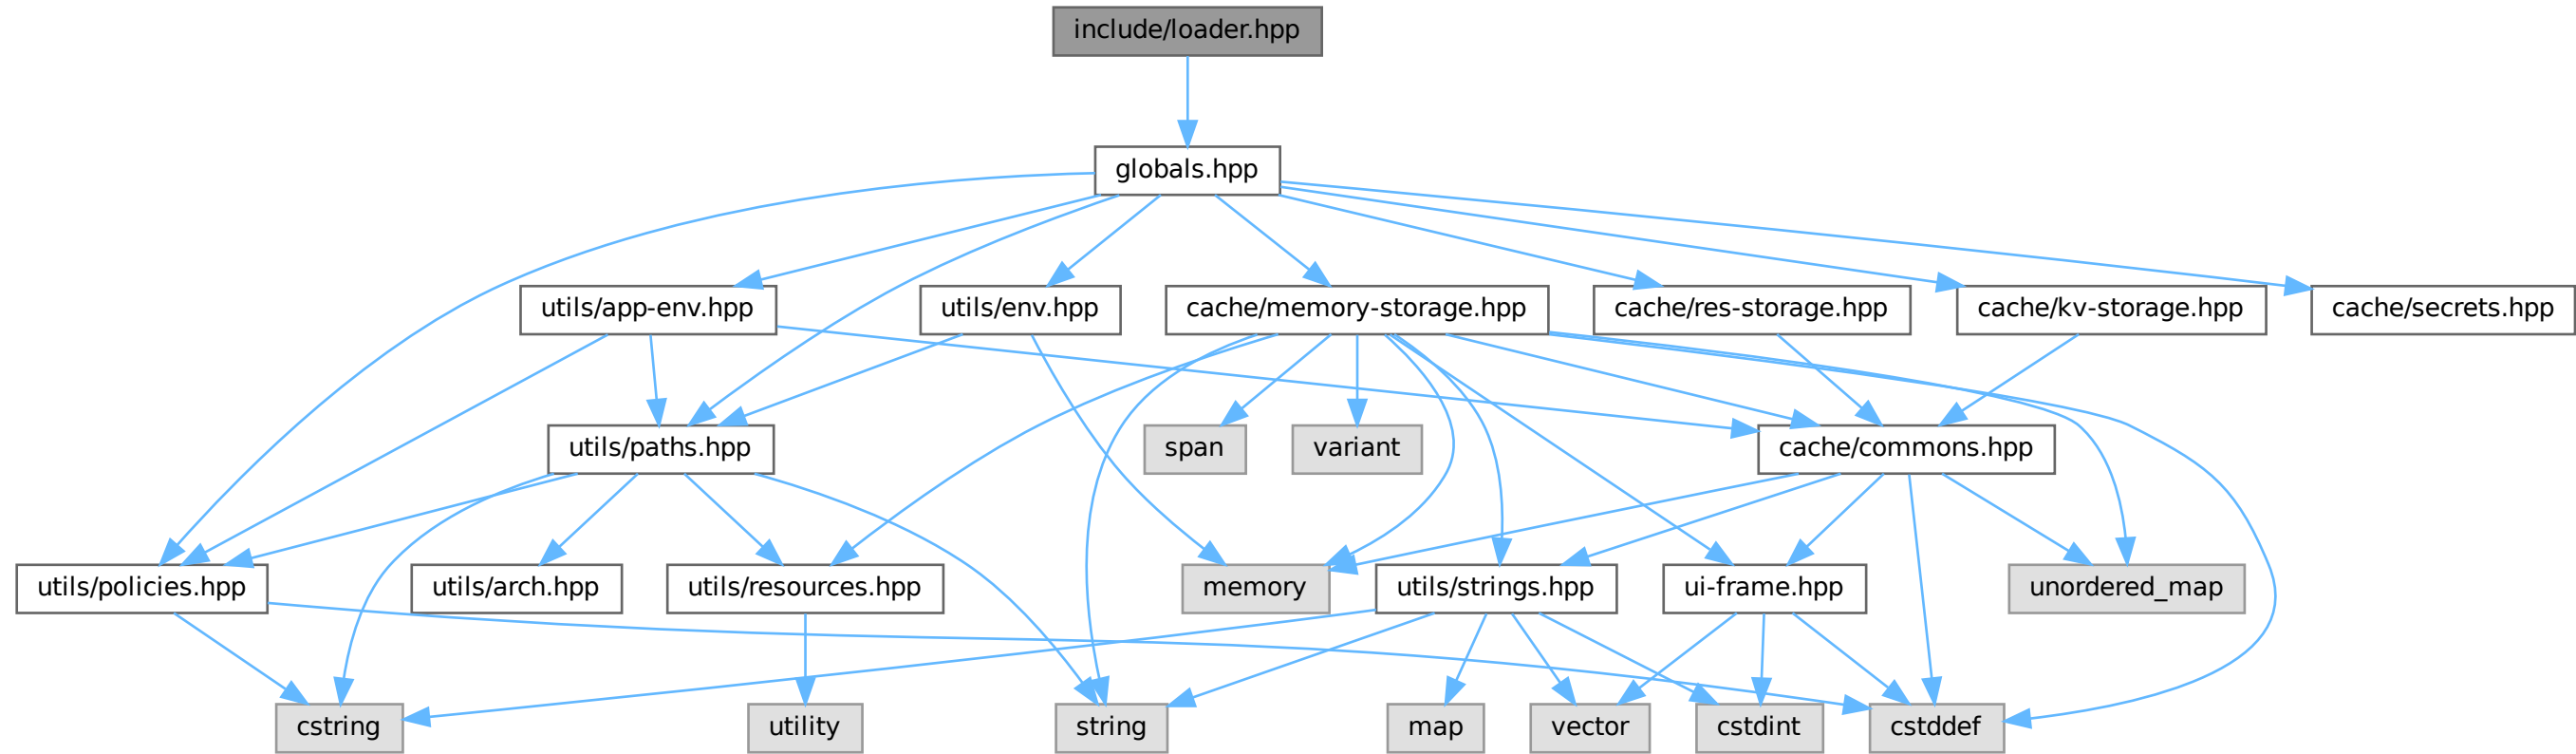 include/loader.hpp
globals.hpp
utils/app-env.hpp
utils/env.hpp
cache/memory-storage.hpp
cache/res-storage.hpp
cache/kv-storage.hpp
cache/secrets.hpp
utils/paths.hpp
span
variant
cache/commons.hpp
utils/policies.hpp
utils/arch.hpp
utils/resources.hpp
memory
utils/strings.hpp
ui-frame.hpp
unordered_map
cstring
utility
string
map
vector
cstdint
cstddef